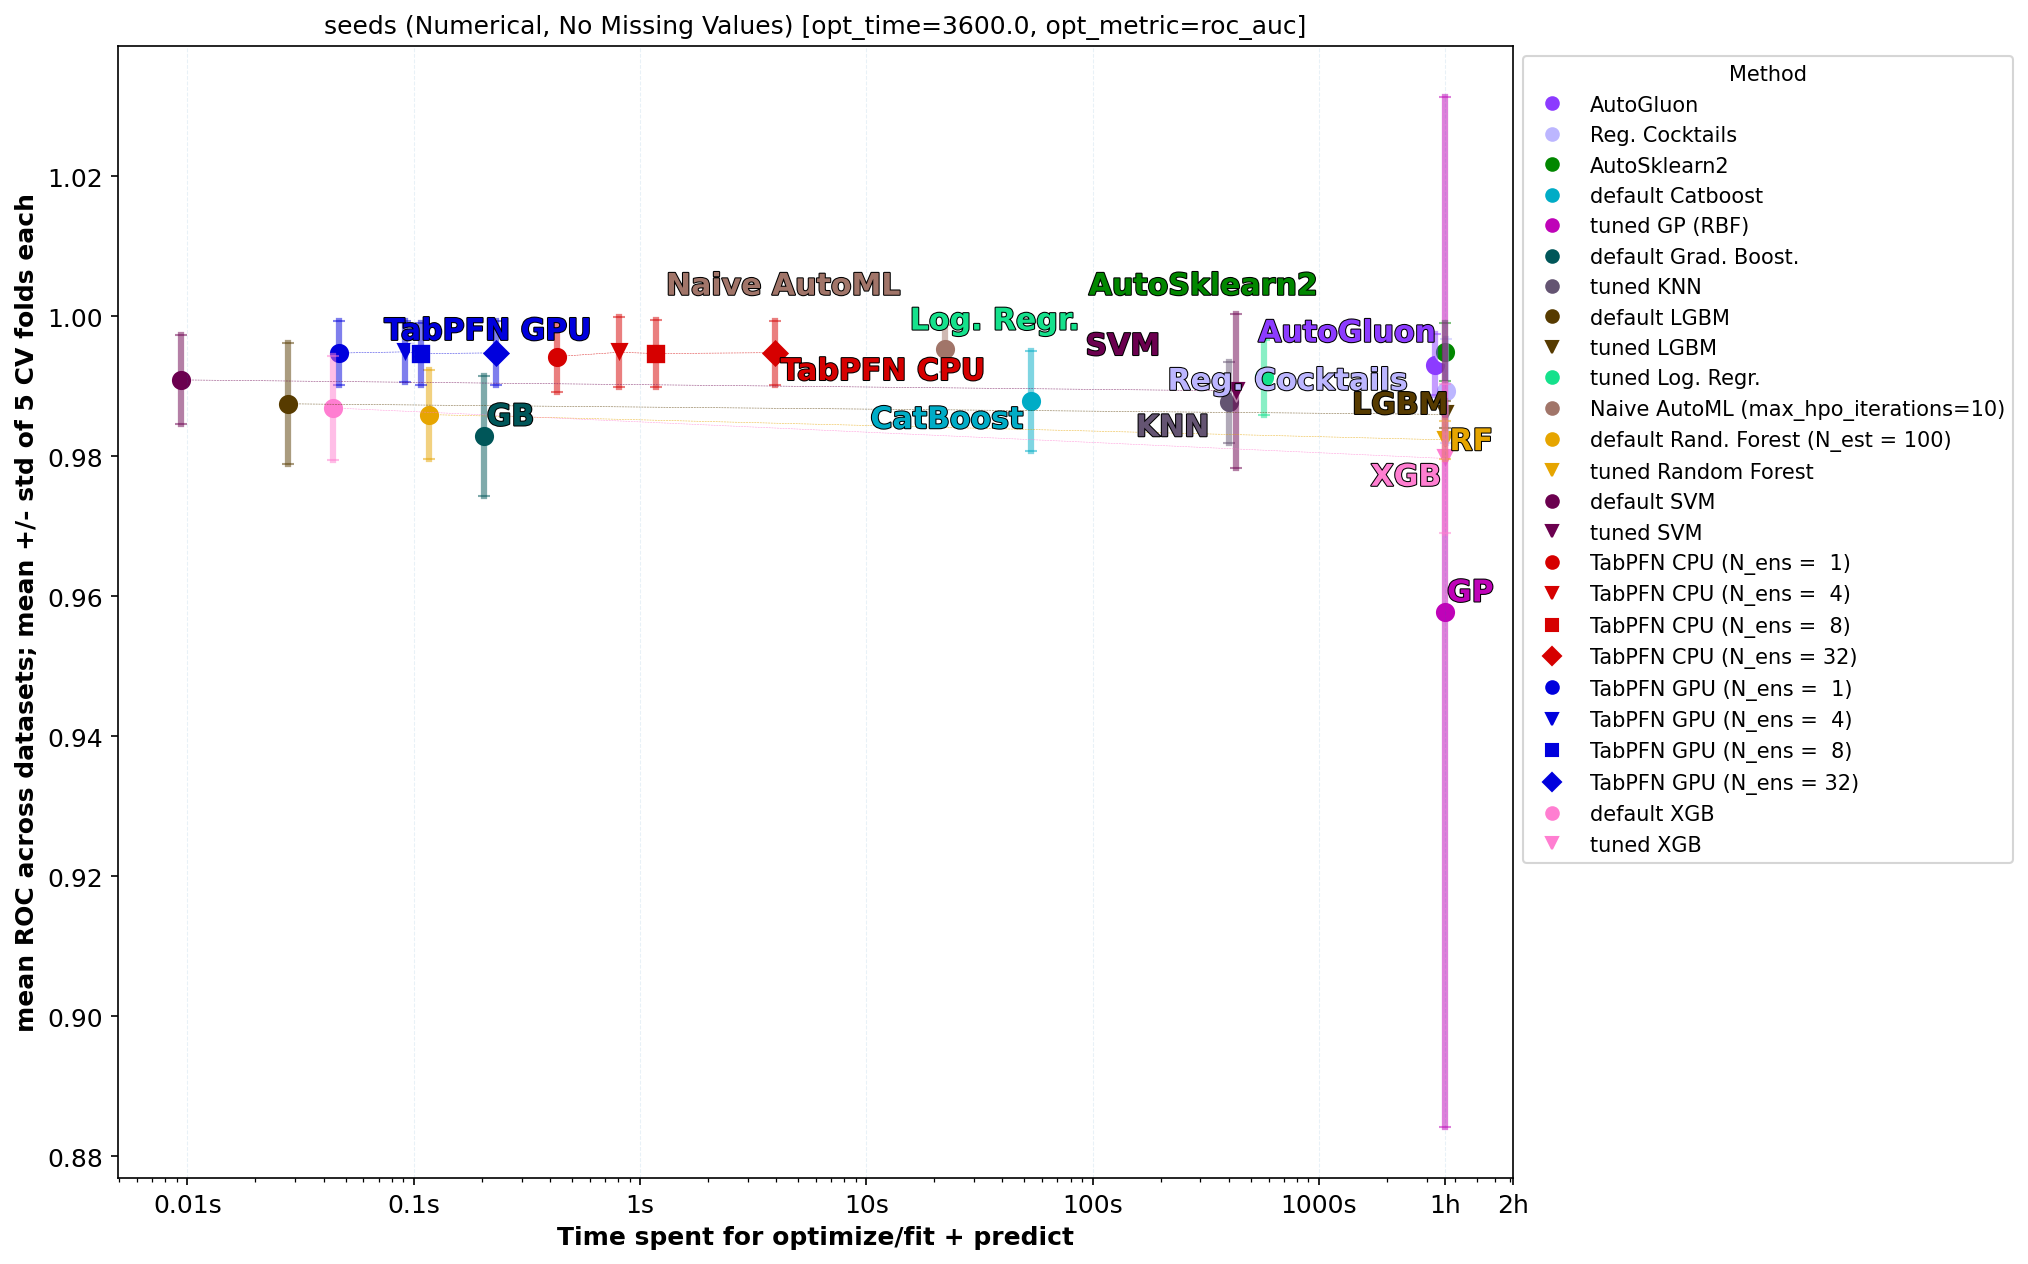 seeds (Numerical, No Missing Values) [opt_time=3600.0, opt_metric=roc_auc]
mean ROC across datasets; mean +/- std of 5 CV folds each
1.02
1.00
0.98
0.96
0.94
0.92
0.90
0.88
Naive AutoML
AutoSklearn2
TabPFN GPU
Log. Regr.
SVM
AutoGluon
TabPFN CPU
Reg. Cocktails
GB
CatBoost
KNN
LGBM
RF
XGB
GP
0.01s
0.1s
1s
10s
100s
1000s
1h
2h
Time spent for optimize/fit + predict
Method
AutoGluon
Reg. Cocktails
AutoSklearn2
default Catboost
tuned GP (RBF)
default Grad. Boost.
tuned KNN
default LGBM
tuned LGBM
tuned Log. Regr.
Naive AutoML (max_hpo_iterations=10)
default Rand. Forest (N_est = 100)
tuned Random Forest
default SVM
tuned SVM
TabPFN CPU (N_ens =  1)
TabPFN CPU (N_ens =  4)
TabPFN CPU (N_ens =  8)
TabPFN CPU (N_ens = 32)
TabPFN GPU (N_ens =  1)
TabPFN GPU (N_ens =  4)
TabPFN GPU (N_ens =  8)
TabPFN GPU (N_ens = 32)
default XGB
tuned XGB